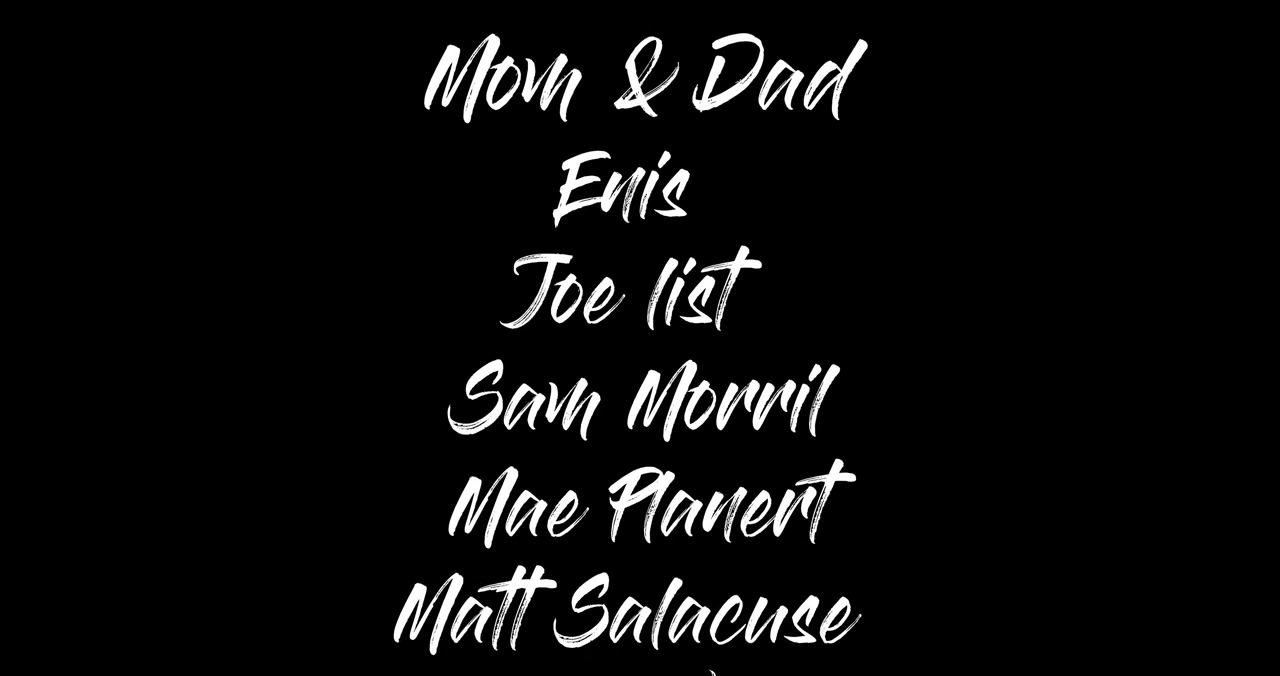 Mom & Dad
Enis
Joe list
Sam Morril
Mae Planert
Matt Salacuse